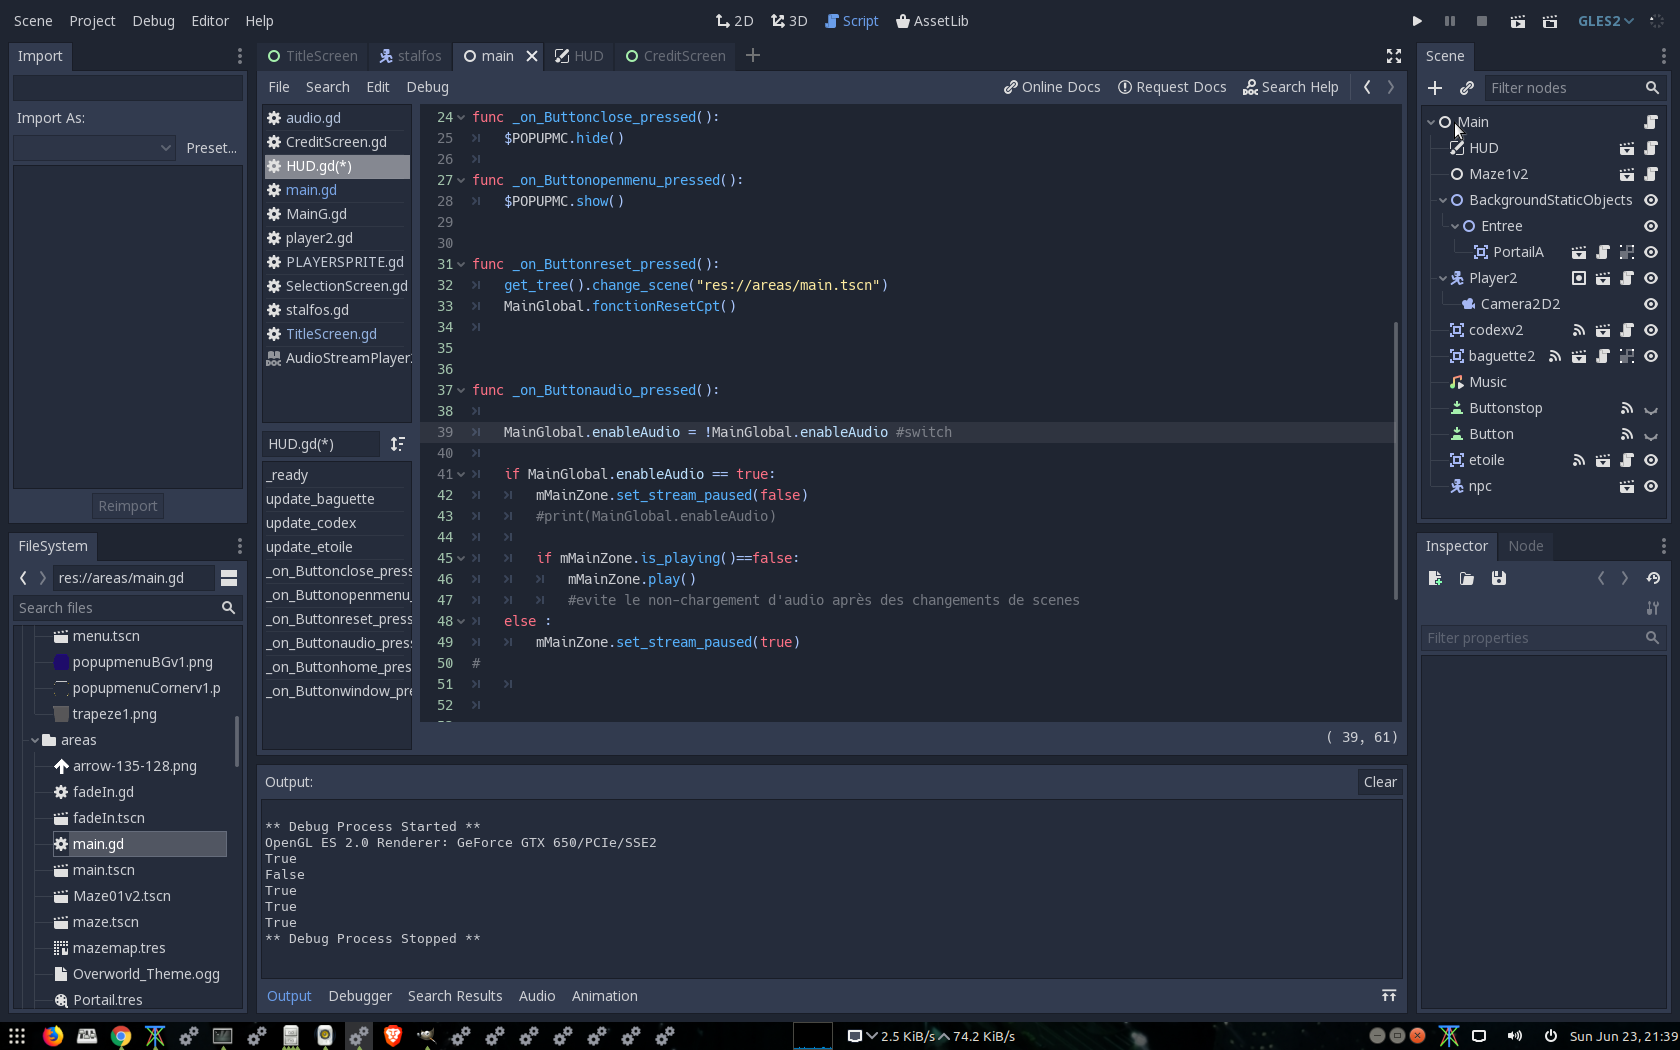 Scene Project Debug Editor Help
2D 3D Script AssetLib
GLES2
Import
Import As:
Preset...
Reimport
TitleScreen stalfos main HUD CreditScreen
File Search Edit Debug
Online Docs Request Docs Search Help
audio.gd
CreditScreen.gd
HUD.gd(*)
main.gd
MainG.gd
player2.gd
PLAYERSPRITE.gd
SelectionScreen.gd
stalfos.gd
TitleScreen.gd
AudioStreamPlayer
HUD.gd(*)
_ready
update_baguette
update_codex
update_etoile
_on_Buttonclose_press
_on_Buttonopenmenu_
_on_Buttonreset_press
_on_Buttonaudio_press
_on_Buttonhome_pres
_on_Buttonwindow_pre
24 func _on_Buttonclose_pressed():
25 $POPUPMC.hide()
26
27 func _on_Buttonopenmenu_pressed():
28 $POPUPMC.show()
29
30
31 func _on_Buttonreset_pressed():
32 get_tree().change_scene("res://areas/main.tscn")
33 MainGlobal.fonctionResetCpt()
34
35
36
37 func _on_Buttonaudio_pressed():
38
39 MainGlobal.enableAudio = !MainGlobal.enableAudio #switch
40
41 if MainGlobal.enableAudio == true:
42 mMainZone.set_stream_paused(false)
43 #print(MainGlobal.enableAudio)
44
45 if mMainZone.is_playing()==false:
46 mMainZone.play()
47 #evite le non-chargement d'audio après des changements de scenes
48 else :
49 mMainZone.set_stream_paused(true)
50 #
51
52
( 39, 61)
Output:
Clear
** Debug Process Started **
OpenGL ES 2.0 Renderer: GeForce GTX 650/PCIe/SSE2
True
False
True
True
True
** Debug Process Stopped **
Output Debugger Search Results Audio Animation
FileSystem
res://areas/main.gd
Search files
menu.tscn
popupmenuBGv1.png
popupmenuCornerv1.p
trapeze1.png
areas
arrow-135-128.png
fadeIn.gd
fadeIn.tscn
main.gd
main.tscn
Maze01v2.tscn
maze.tscn
mazemap.tres
Overworld_Theme.ogg
Portail.tres
Scene
Filter nodes
Main
HUD
Maze1v2
BackgroundStaticObjects
Entree
PortailA
Player2
Camera2D2
codexv2
baguette2
Music
Buttonstop
Button
etoile
npc
Inspector Node
Filter properties
2.5 KiB/s 74.2 KiB/s
Sun Jun 23, 21:39